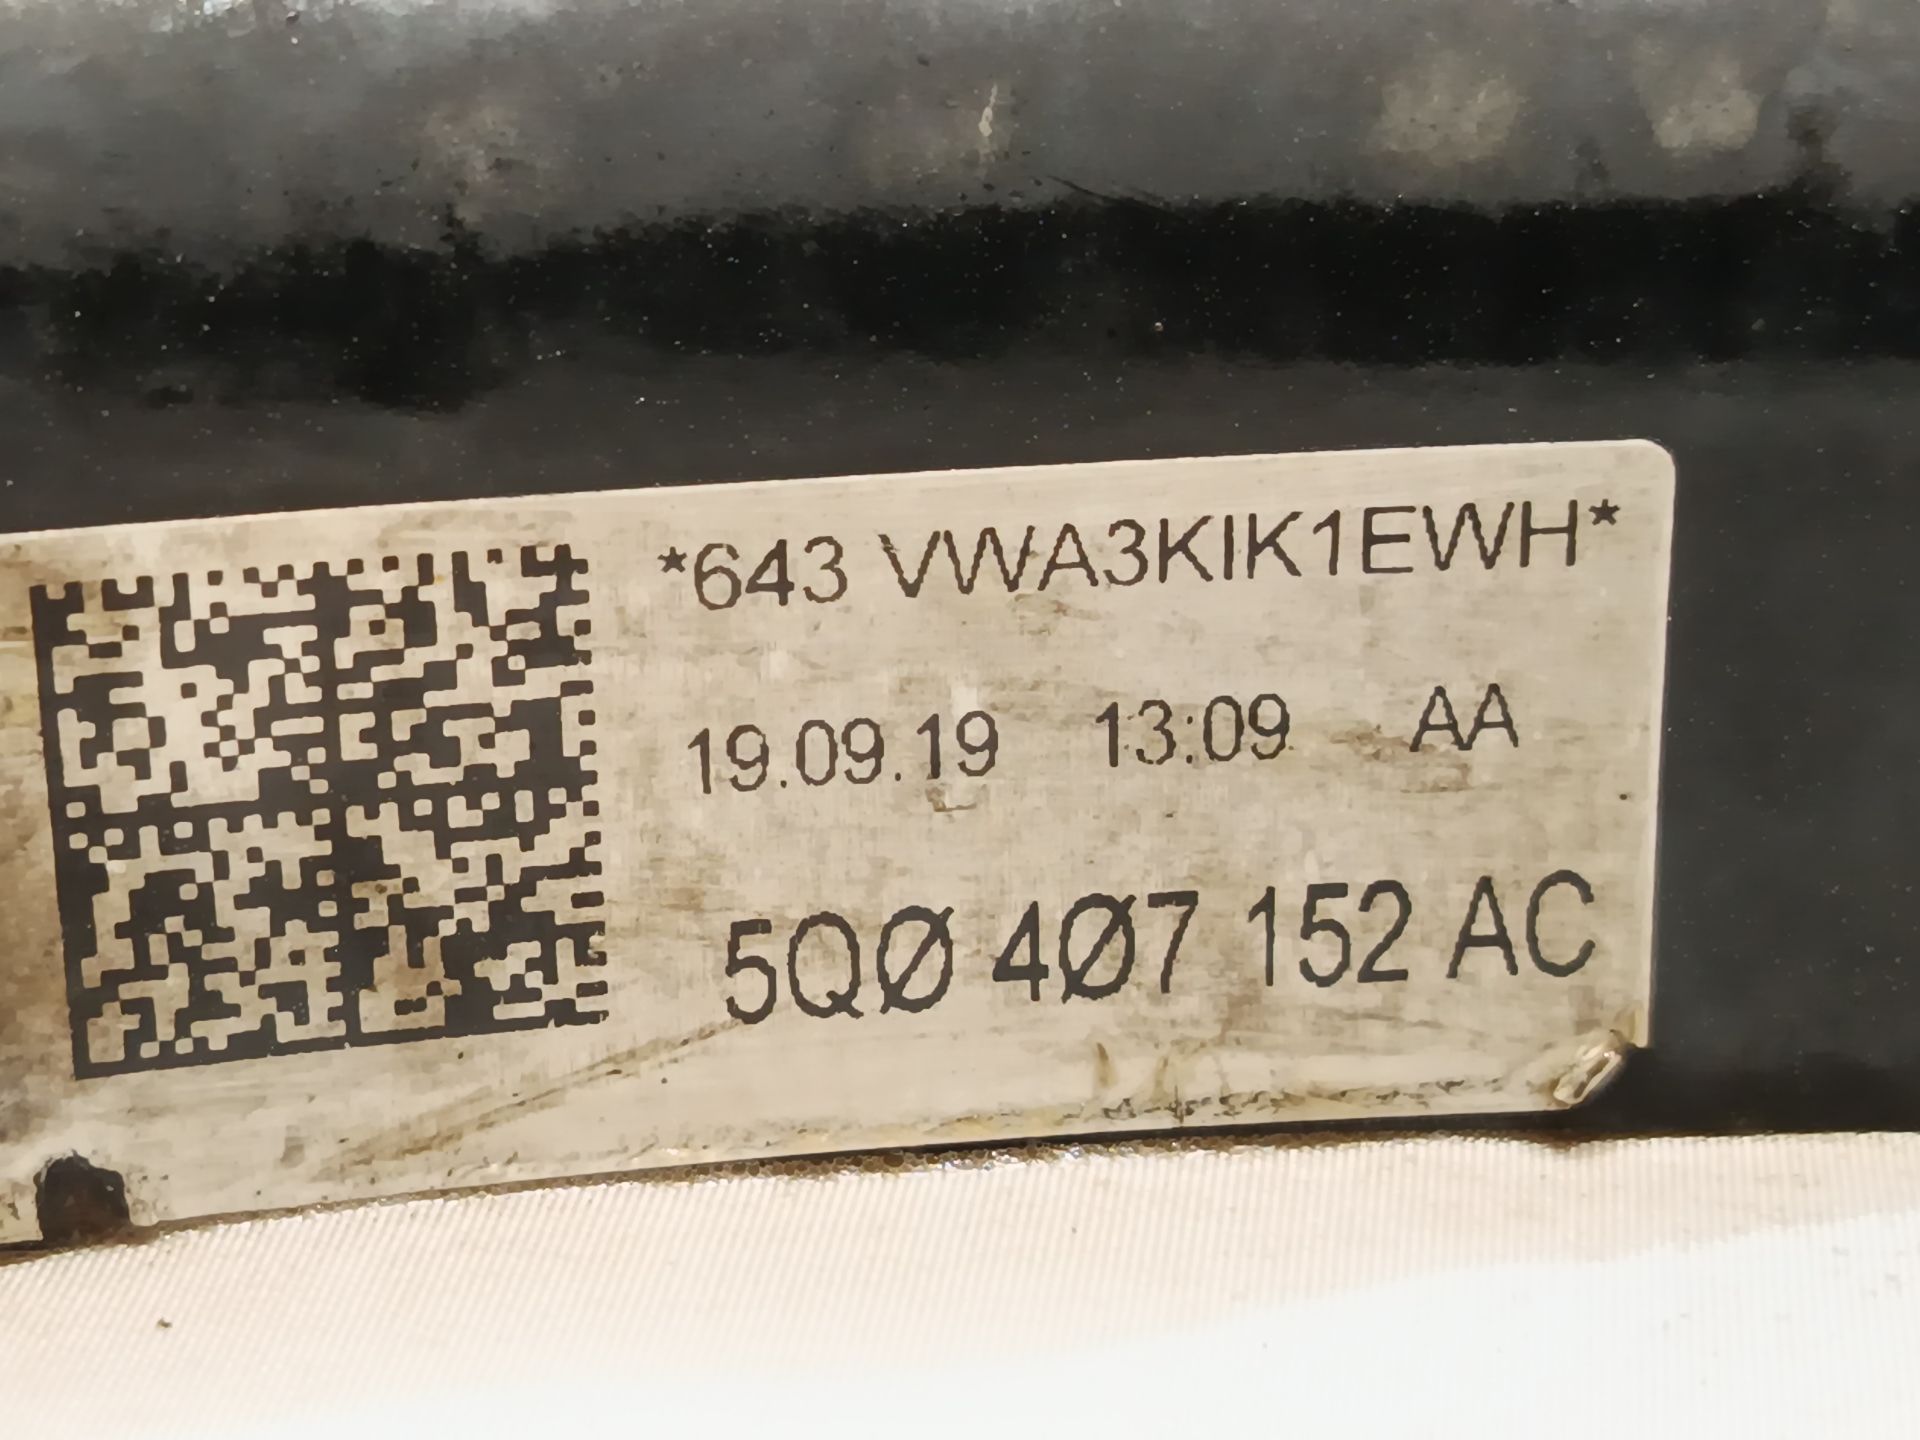 *643 VWA3KIK1EWH*
19.09.19 13:09 AA
5QØ 4Ø7 152 AC